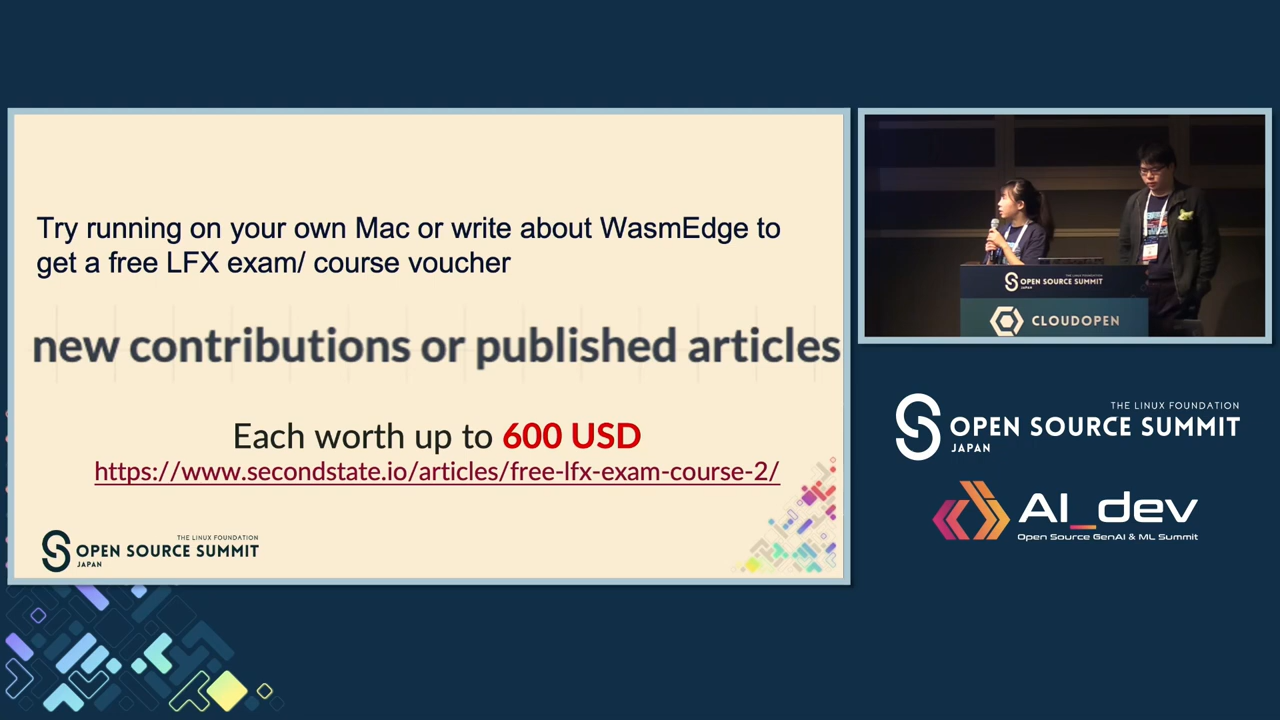 Try running on your own Mac or write about WasmEdge to
get a free LFX exam/ course voucher
new contributions or published articles
Each worth up to 600 USD
https://www.secondstate.io/articles/free-lfx-exam-course-2/
THE LINUX FOUNDATION
OPEN SOURCE SUMMIT
JAPAN
OPEN SOURCE SUMMIT
JAPAN
CLOUDOPEN
THE LINUX FOUNDATION
OPEN SOURCE SUMMIT
JAPAN
AI_dev
Open Source GenAI & ML Summit